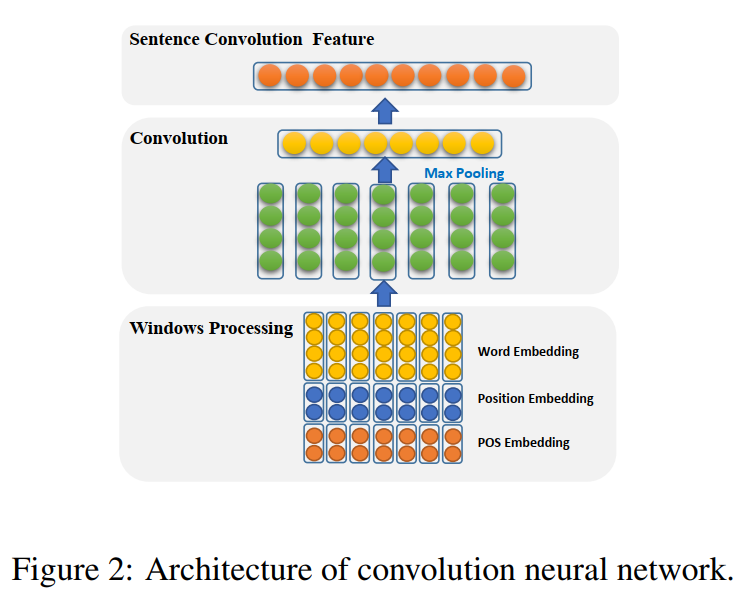 Sentence Convolution Feature
Convolution
Max Pooling
Windows Processing
Word Embedding
Position Embedding
POS Embedding
Figure 2: Architecture of convolution neural network.